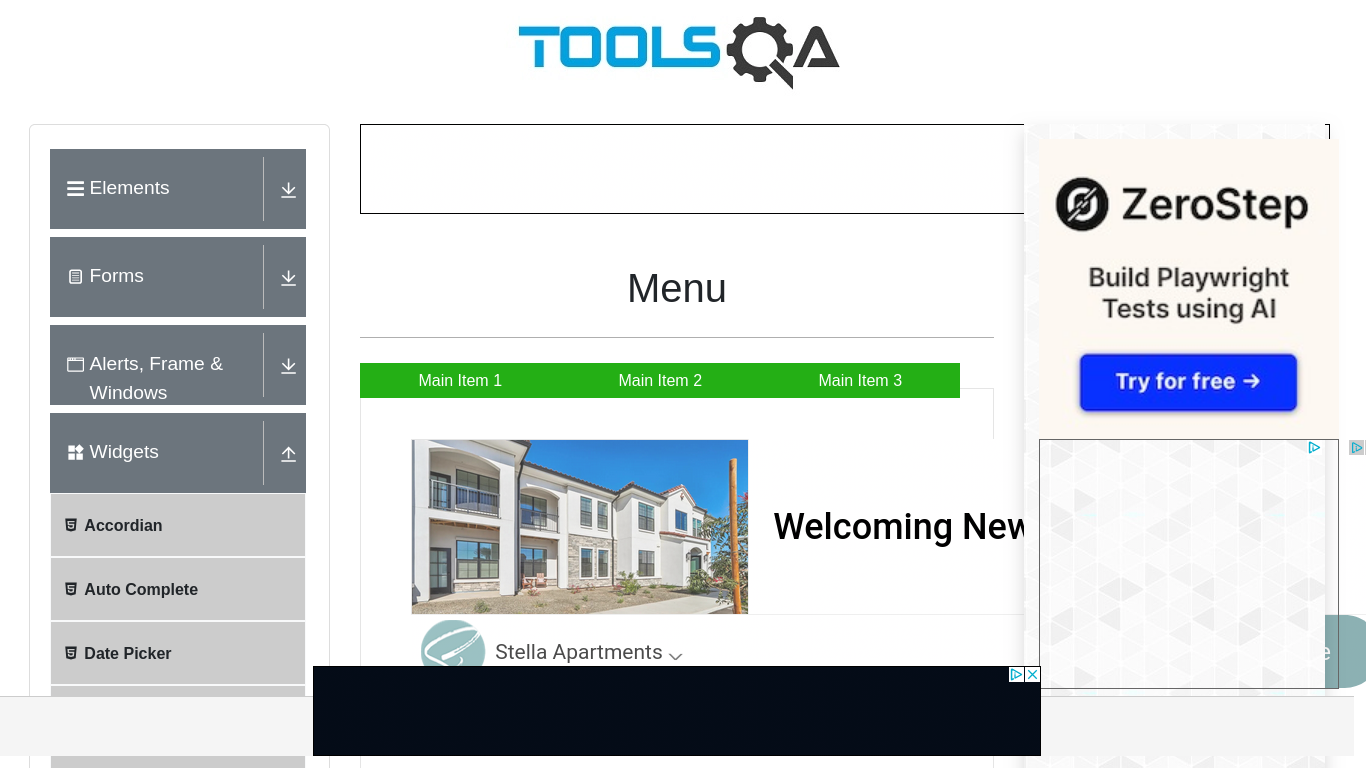 TOOLSQA
Elements
Forms
Alerts, Frame &
Windows
Widgets
Accordian
Auto Complete
Date Picker
Menu
Main Item 1
Main Item 2
Main Item 3
Welcoming New
Stella Apartments
ZeroStep
Build Playwright
Tests using AI
Try for free →